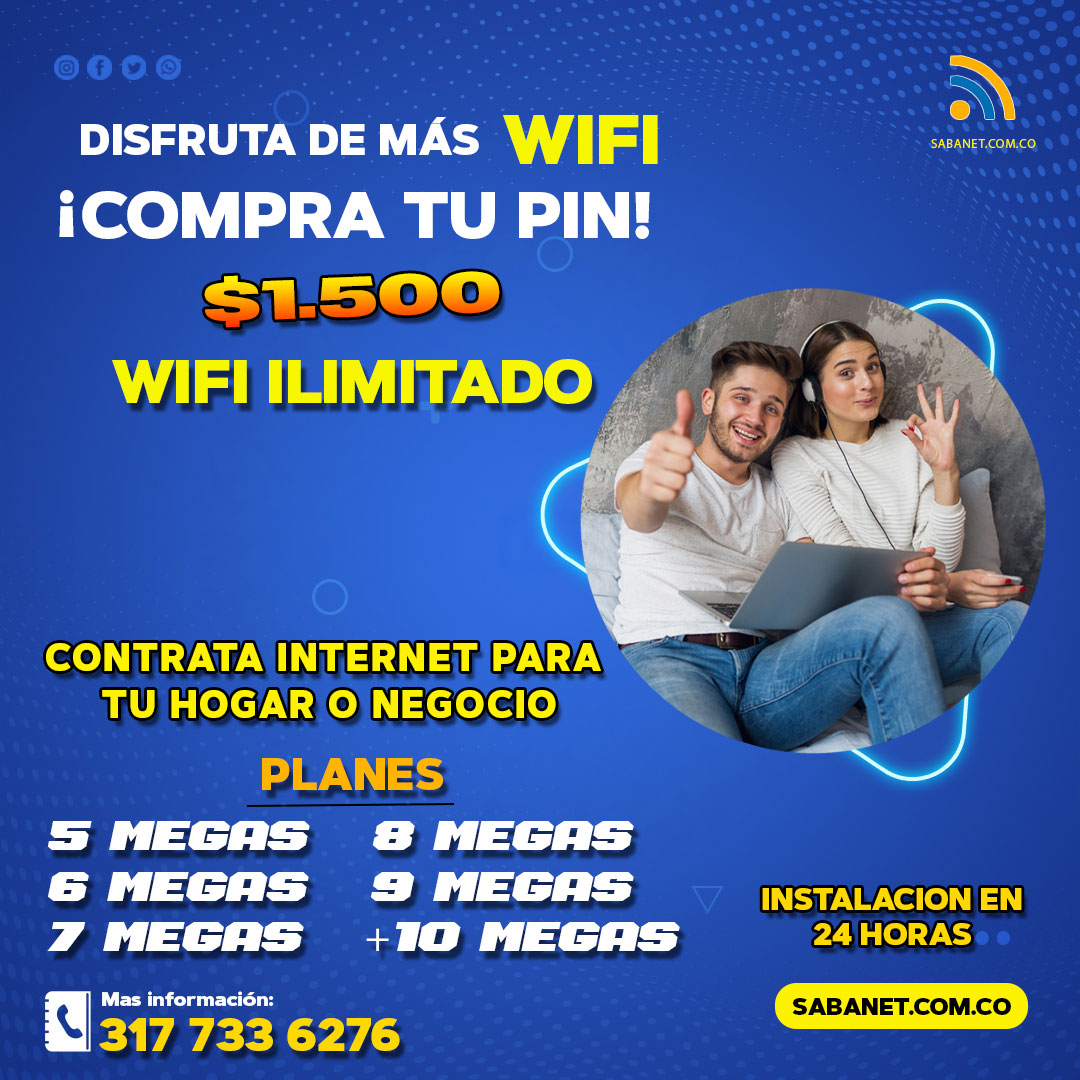 SABANET.COM.CO
DISFRUTA DE MÁS WIFI
¡COMPRA TU PIN!
$1.500
WIFI ILIMITADO
CONTRATA INTERNET PARA
TU HOGAR O NEGOCIO
PLANES
5 MEGAS 8 MEGAS
6 MEGAS 9 MEGAS
7 MEGAS +10 MEGAS
INSTALACION EN
24 HORAS
Mas información:
317 733 6276
SABANET.COM.CO